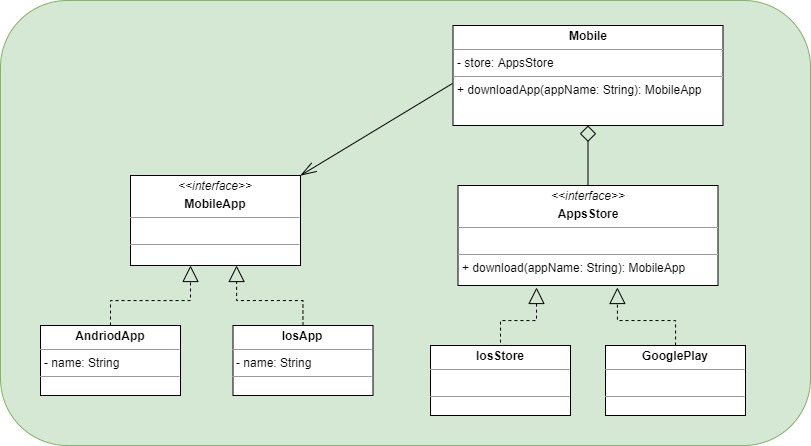 Mobile
- store: AppsStore
+ downloadApp(appName: String): MobileApp
<<interface>>
MobileApp
<<interface>>
AppsStore
+ download(appName: String): MobileApp
AndriodApp
- name: String
IosApp
- name: String
IosStore
GooglePlay